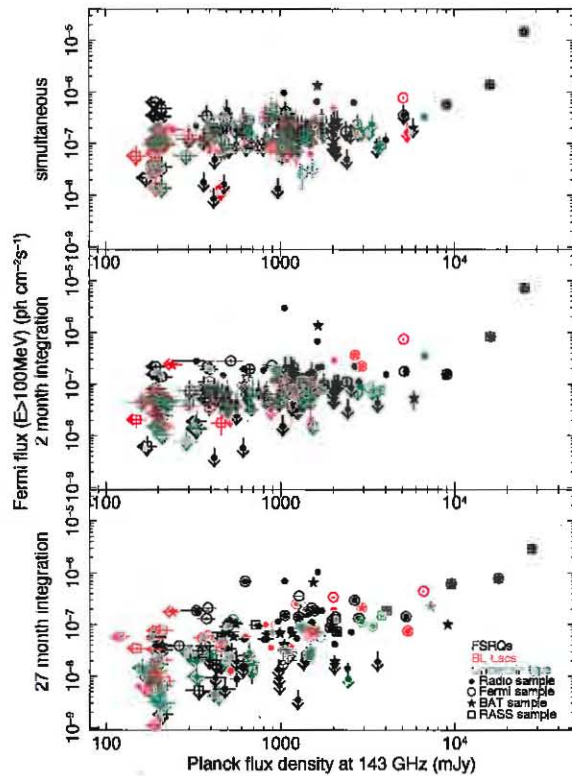 simultaneous
10⁻⁵
10⁻⁶
10⁻⁷
10⁻⁸
10⁻⁹
100
1000
10⁴
Fermi flux (E>100MeV) (ph cm⁻²s⁻¹)
2 month integration
10⁻⁵
10⁻⁶
10⁻⁷
10⁻⁸
10⁻⁹
100
1000
10⁴
27 month integration
10⁻⁵
10⁻⁶
10⁻⁷
10⁻⁸
10⁻⁹
FSRQs
BL Lacs
Radio sample
Fermi sample
BAT sample
RASS sample
100
1000
10⁴
Planck flux density at 143 GHz (mJy)